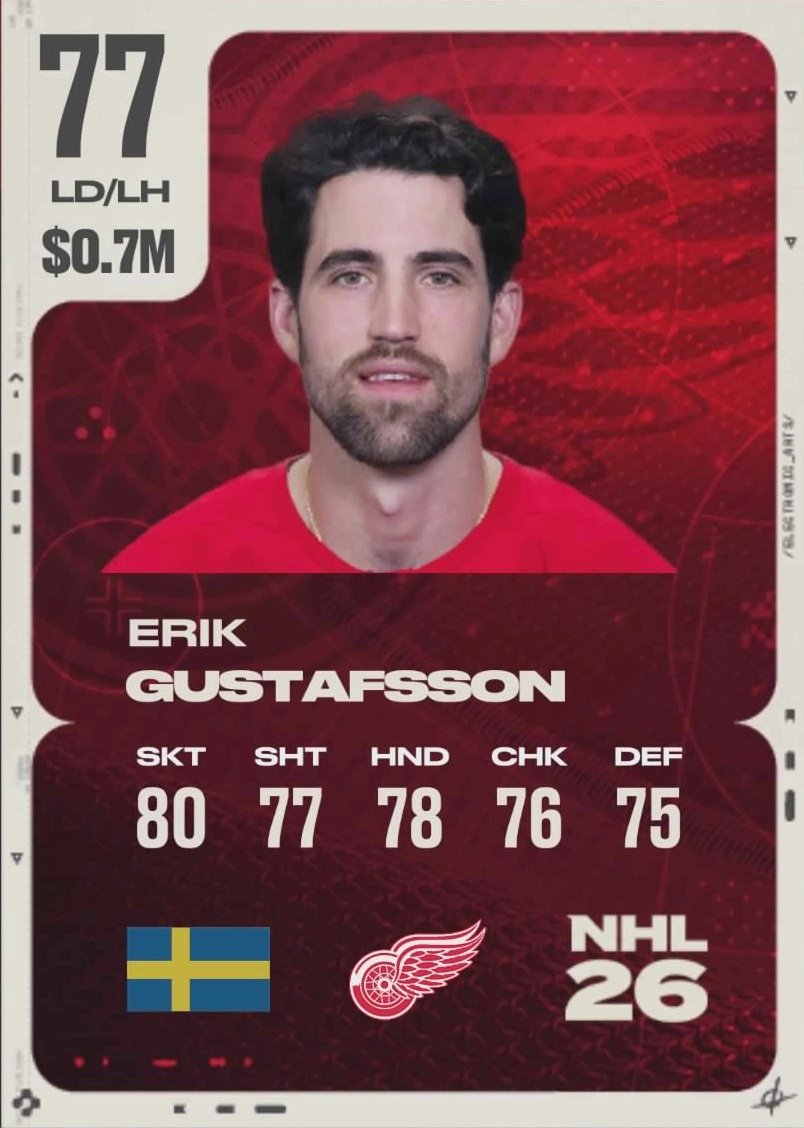 77
LD/LH
$0.7M
ERIK
GUSTAFSSON
SKT SHT HND CHK DEF
80 77 78 76 75
NHL
26